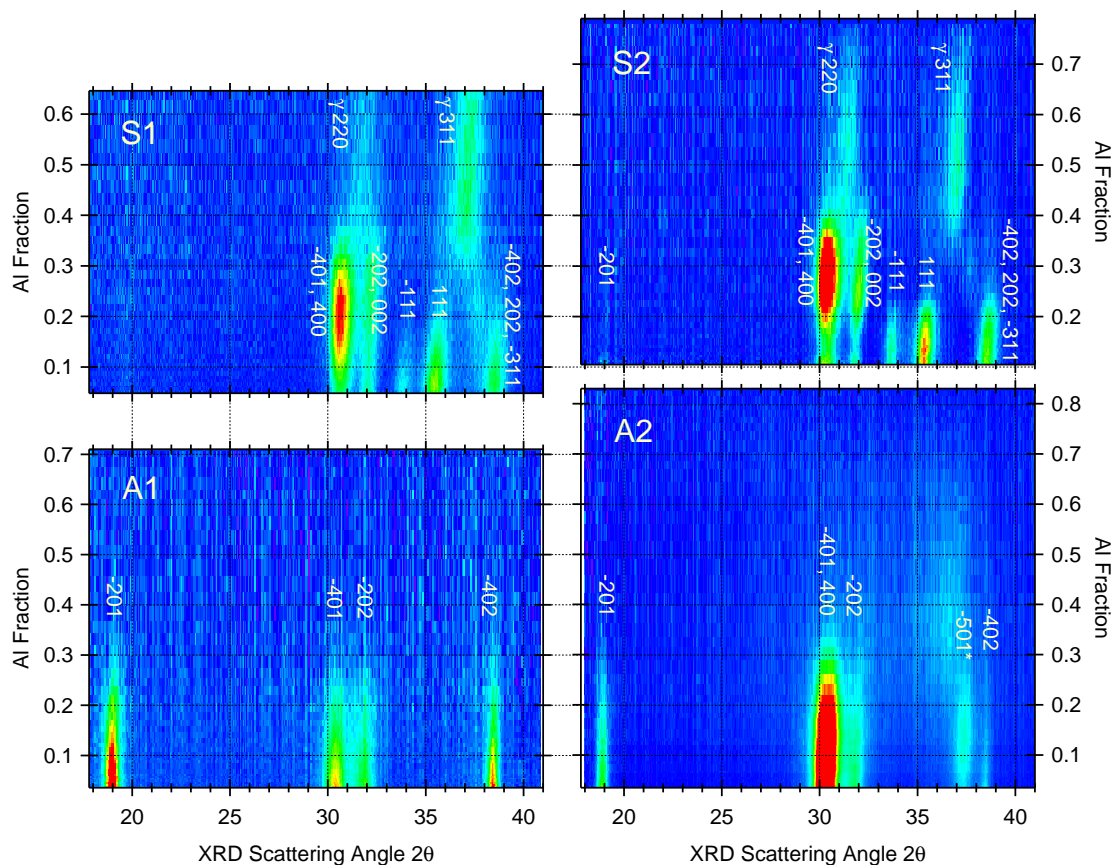 S1
γ 220
γ 311
-401, 400
-202, 002
-111
111
-402, 202, -311
0.6
0.5
0.4
0.3
0.2
0.1
Al Fraction
S2
γ 220
γ 311
-201
-401, 400
-202, 002
-111
111
-402, 202, -311
0.7
0.6
0.5
0.4
0.3
0.2
Al Fraction
A1
-201
-401
-202
-402
0.7
0.6
0.5
0.4
0.3
0.2
0.1
Al Fraction
20 25 30 35 40
XRD Scattering Angle 2θ
A2
-201
-401, 400
-202
-501*
-402
0.8
0.7
0.6
0.5
0.4
0.3
0.2
0.1
Al Fraction
20 25 30 35 40
XRD Scattering Angle 2θ